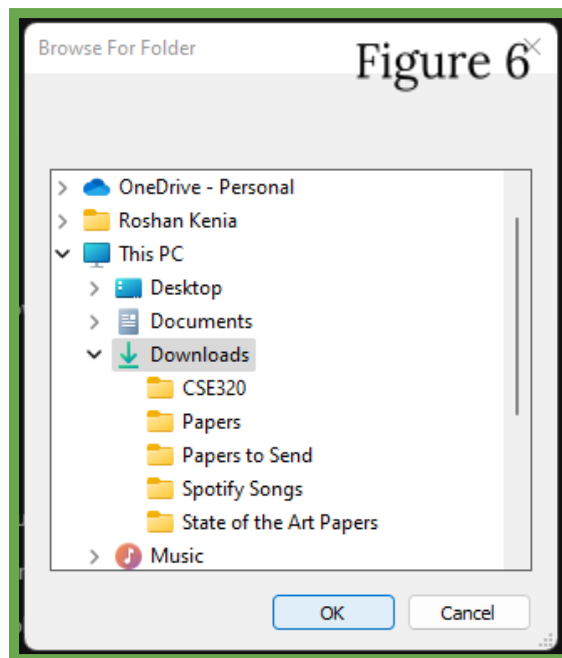 Browse For Folder
Figure 6
OneDrive - Personal
Roshan Kenia
This PC
Desktop
Documents
Downloads
CSE320
Papers
Papers to Send
Spotify Songs
State of the Art Papers
Music
OK
Cancel